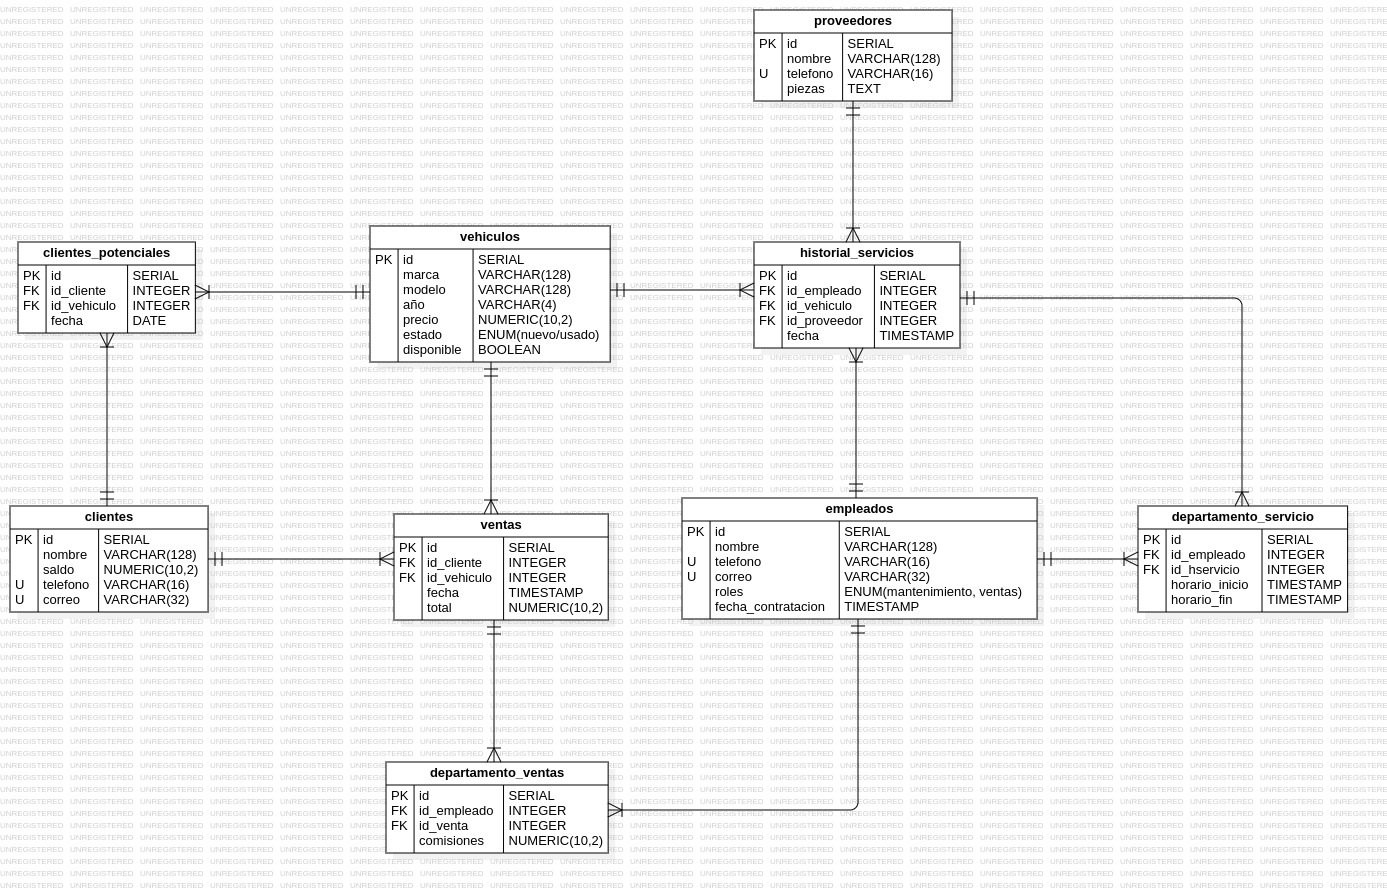 proveedores
PK id SERIAL
nombre VARCHAR(128)
U telefono VARCHAR(16)
piezas TEXT
clientes_potenciales
PK id SERIAL
FK id_cliente INTEGER
FK id_vehiculo INTEGER
fecha DATE
vehiculos
PK id SERIAL
marca VARCHAR(128)
modelo VARCHAR(128)
año VARCHAR(4)
precio NUMERIC(10,2)
estado ENUM(nuevo/usado)
disponible BOOLEAN
historial_servicios
PK id SERIAL
FK id_empleado INTEGER
FK id_vehiculo INTEGER
FK id_proveedor INTEGER
fecha TIMESTAMP
clientes
PK id SERIAL
nombre VARCHAR(128)
saldo NUMERIC(10,2)
U telefono VARCHAR(16)
U correo VARCHAR(32)
ventas
PK id SERIAL
FK id_cliente INTEGER
FK id_vehiculo INTEGER
fecha TIMESTAMP
total NUMERIC(10,2)
empleados
PK id SERIAL
nombre VARCHAR(128)
U telefono VARCHAR(16)
U correo VARCHAR(32)
roles ENUM(mantenimiento, ventas)
fecha_contratacion TIMESTAMP
departamento_servicio
PK id SERIAL
FK id_empleado INTEGER
FK id_hservicio INTEGER
horario_inicio TIMESTAMP
horario_fin TIMESTAMP
departamento_ventas
PK id SERIAL
FK id_empleado INTEGER
FK id_venta INTEGER
comisiones NUMERIC(10,2)
UNREGISTERED